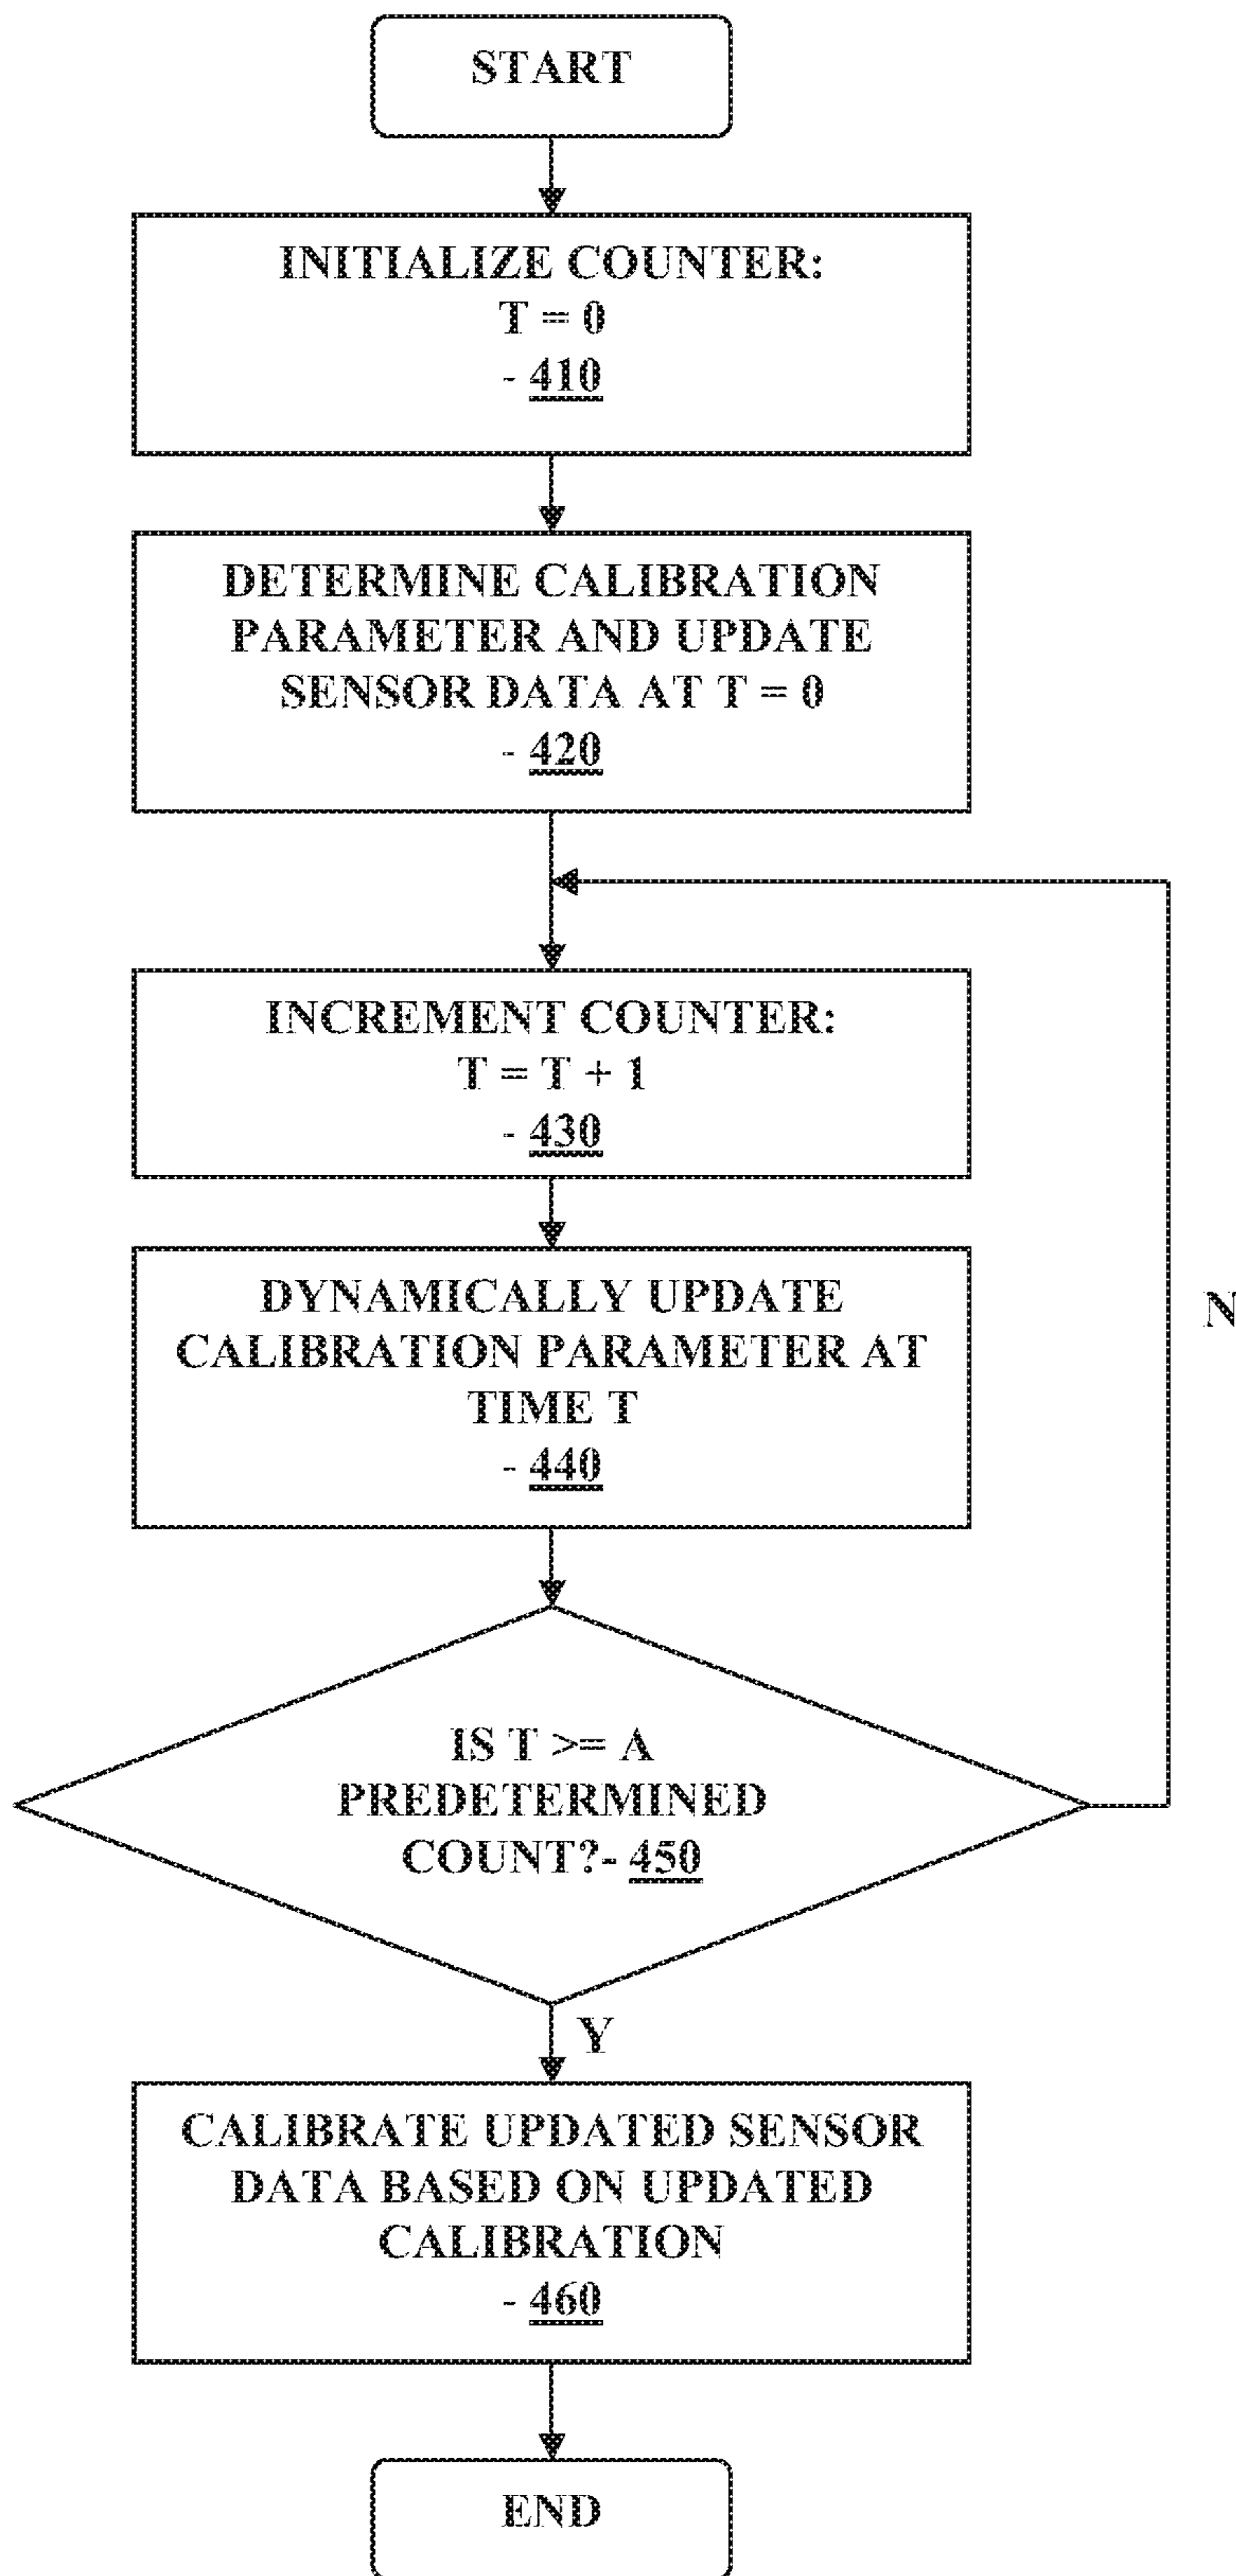 START
INITIALIZE COUNTER:
T = 0
- 410
DETERMINE CALIBRATION
PARAMETER AND UPDATE
SENSOR DATA AT T = 0
- 420
INCREMENT COUNTER:
T = T + 1
- 430
DYNAMICALLY UPDATE
CALIBRATION PARAMETER AT
TIME T
- 440
N
IS T >= A
PREDETERMINED
COUNT?- 450
Y
CALIBRATE UPDATED SENSOR
DATA BASED ON UPDATED
CALIBRATION
- 460
END